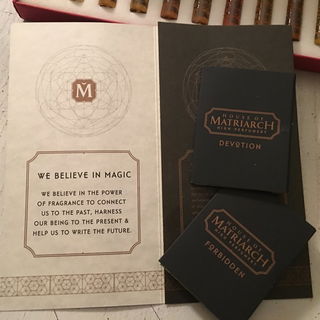 M
WE BELIEVE IN MAGIC
WE BELIEVE IN THE POWER
OF FRAGRANCE TO CONNECT
US TO THE PAST, HARNESS
OUR BEING TO THE PRESENT &
HELP US TO WRITE THE FUTURE.
HOUSE OF
MATRIARCH
HIGH PERFUMERY
DEVOTION
HOUSE OF
MATRIARCH
HIGH PERFUMERY
FORBIDDEN